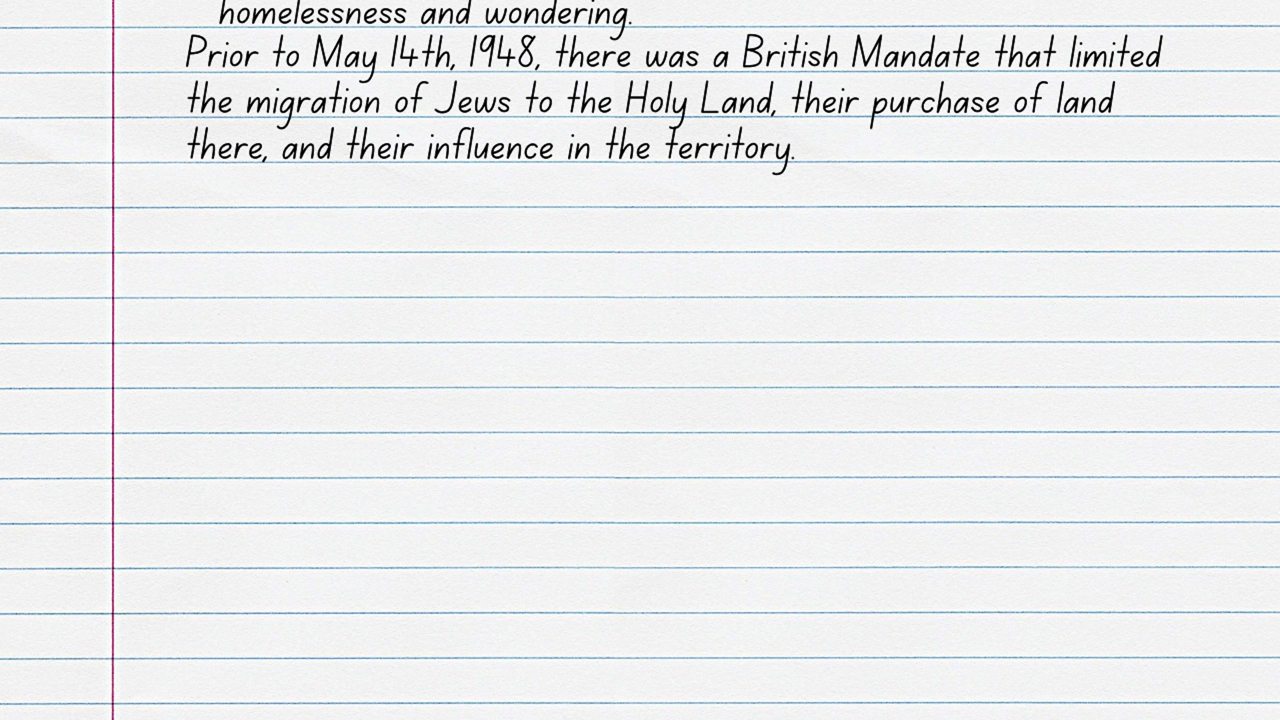 homelessness and wondering.
Prior to May 14th, 1948, there was a British Mandate that limited
the migration of Jews to the Holy Land, their purchase of land
there, and their influence in the territory.